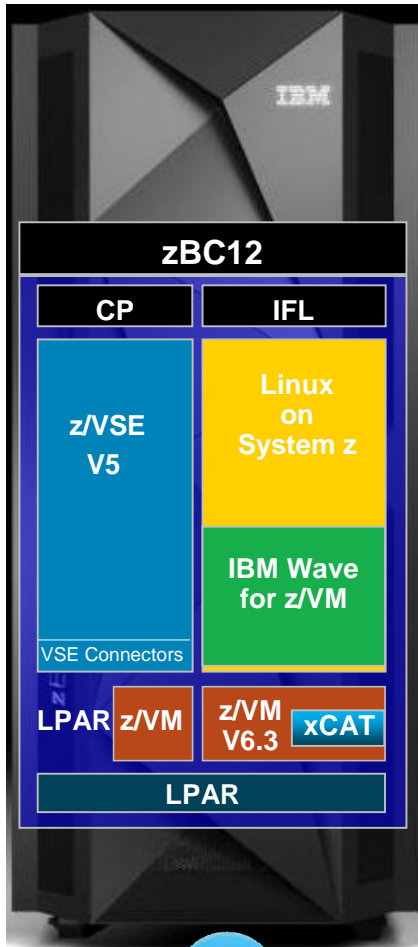 IBM
zBC12
CP
IFL
z/VSE
V5
Linux
on
System z
IBM Wave
for z/VM
VSE Connectors
LPAR
z/VM
z/VM
V6.3
xCAT
LPAR